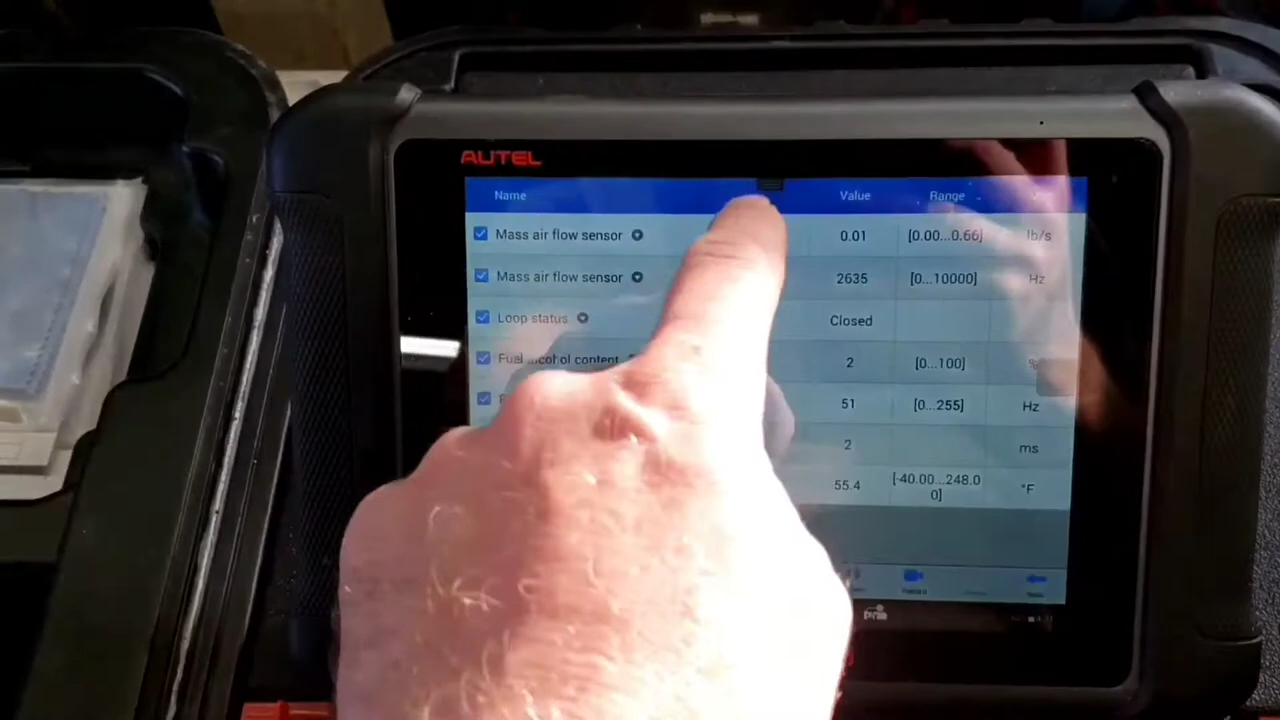 AUTEL
Name Value Range
Mass air flow sensor 0.01 [0.00...0.66] lb/s
Mass air flow sensor 2635 [0...10000] Hz
Loop status Closed
content 2 [0...100] %
51 [0...255] Hz
2 ms
55.4 [-40.00...248.0 °F
0]